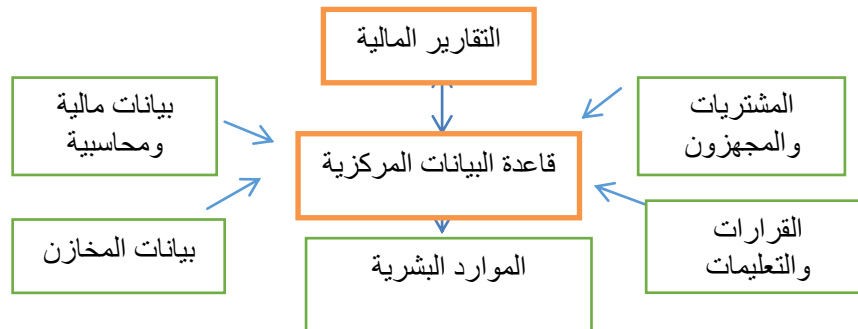 التقارير المالية
المشتريات
والمجهزون
بيانات مالية
ومحاسبية
قاعدة البيانات المركزية
القرارات
والتعليمات
بيانات المخازن
الموارد البشرية